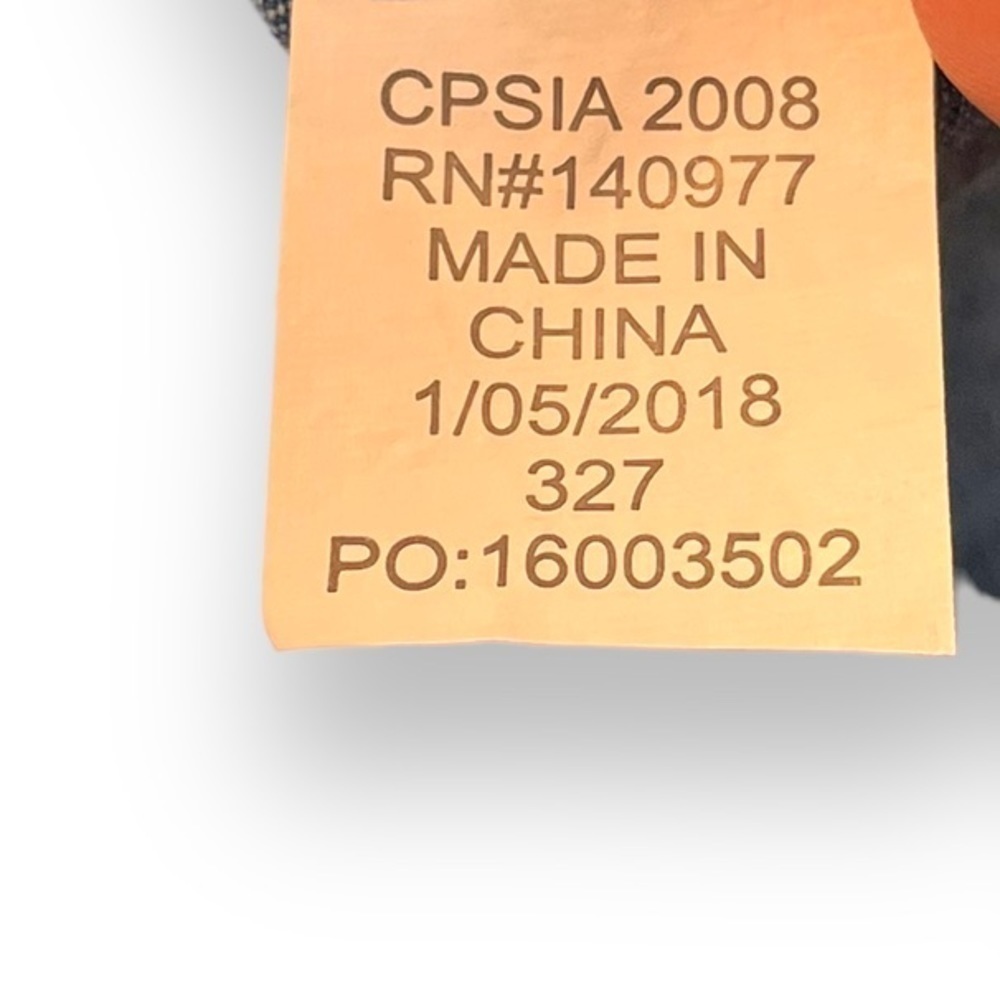 CPSIA 2008
RN#140977
MADE IN
CHINA
1/05/2018
327
PO:16003502